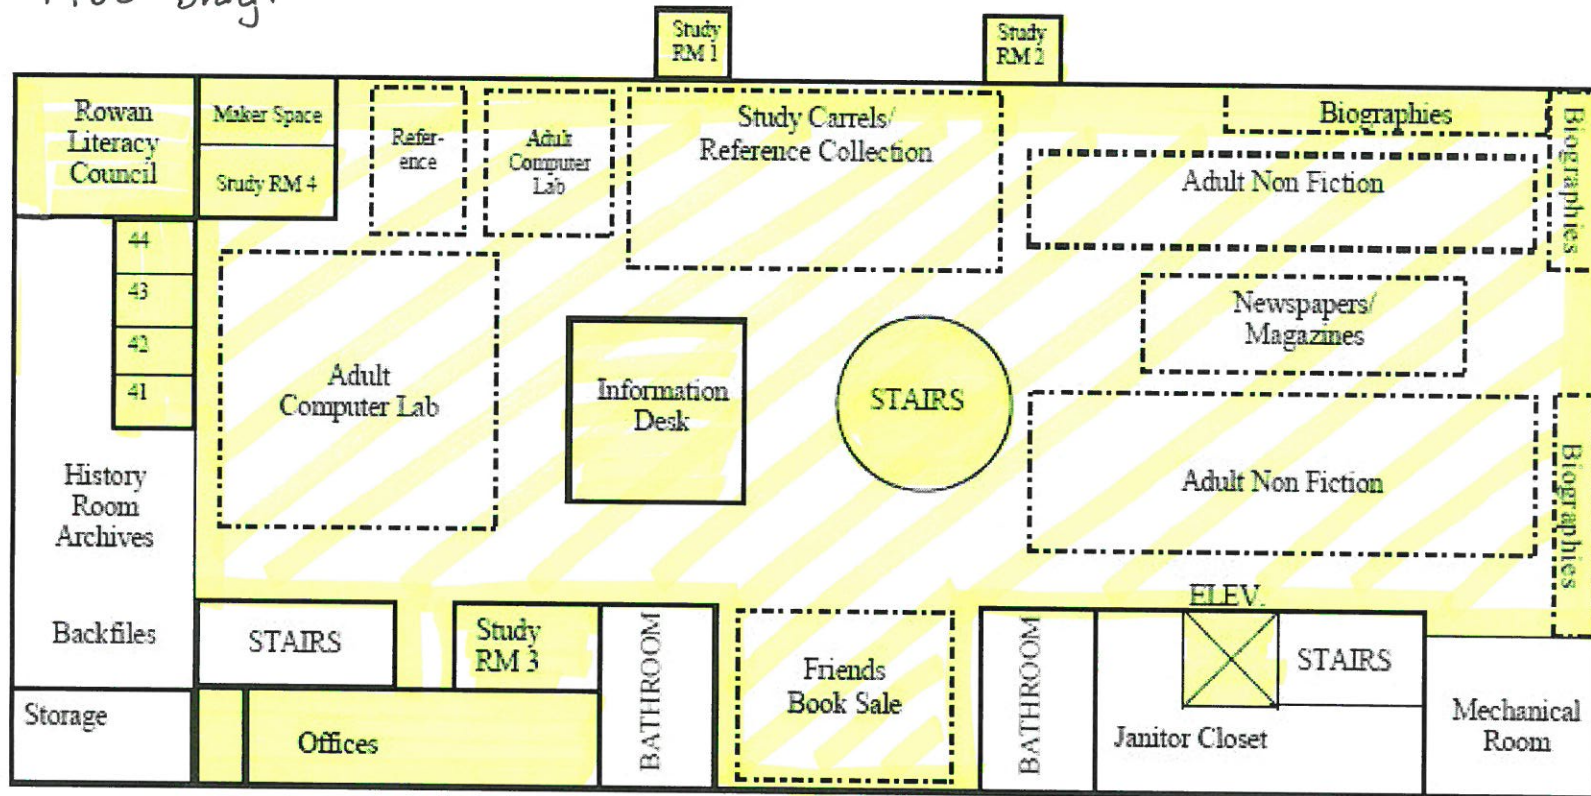 Study
RM 1
Study
RM 2
Rowan
Literacy
Council
Maker Space
Study RM 4
Refer-
ence
Adult
Computer
Lab
Study Carrels/
Reference Collection
Biographies
Biographies
Adult Non Fiction
44
43
42
41
Newspapers/
Magazines
Adult
Computer Lab
Information
Desk
STAIRS
Adult Non Fiction
Biographies
History
Room
Archives
Backfiles
STAIRS
Study
RM 3
BATHROOM
Friends
Book Sale
BATHROOM
ELEV.
STAIRS
Storage
Offices
Janitor Closet
Mechanical
Room